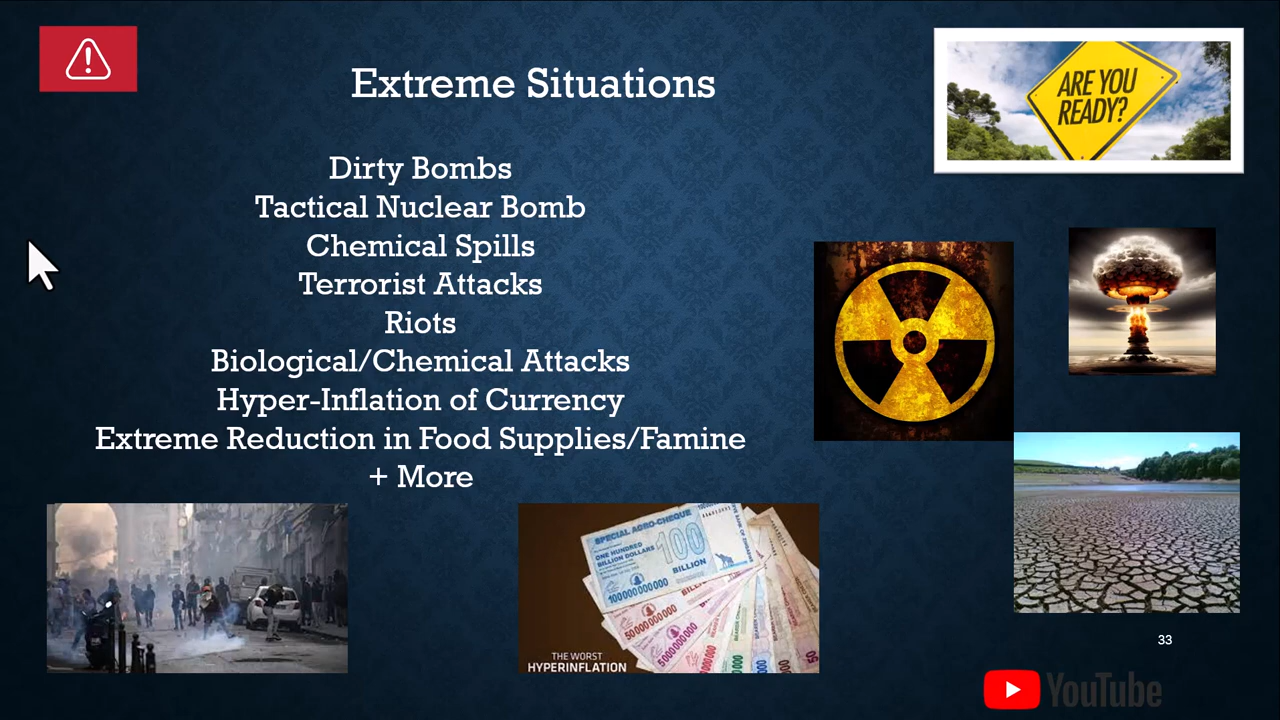 Extreme Situations
ARE YOU
READY?
Dirty Bombs
Tactical Nuclear Bomb
Chemical Spills
Terrorist Attacks
Riots
Biological/Chemical Attacks
Hyper-Inflation of Currency
Extreme Reduction in Food Supplies/Famine
+ More
SPECIAL AGRO-CHEQUE
ONE HUNDRED
BILLION DOLLARS
100
BILLION
100000000000
50000000000
THE WORST
HYPERINFLATION
33
YouTube